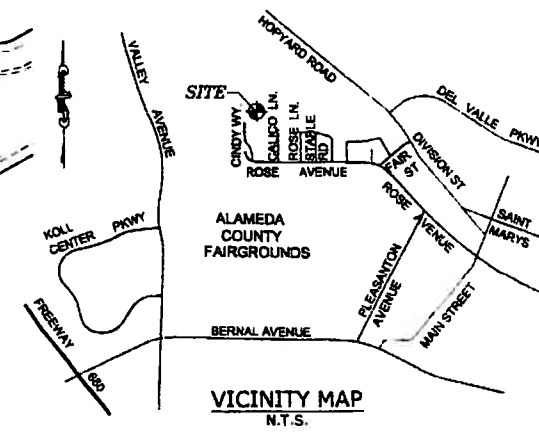 HOPYARD ROAD
VALLEY
AVENUE
SITE
DEL VALLE PKWY
CINDY WY.
CALICO LN.
ROSE LN.
STABLE
RD
DIVISION ST
FAIR
ST
ROSE AVENUE
ROSE AVENUE
SAINT
MARYS
ALAMEDA
COUNTY
FAIRGROUNDS
KOLL
CENTER PKWY
PLEASANTON
AVENUE
MAIN STREET
FREEWAY
680
BERNAL AVENUE
VICINITY MAP
N.T.S.